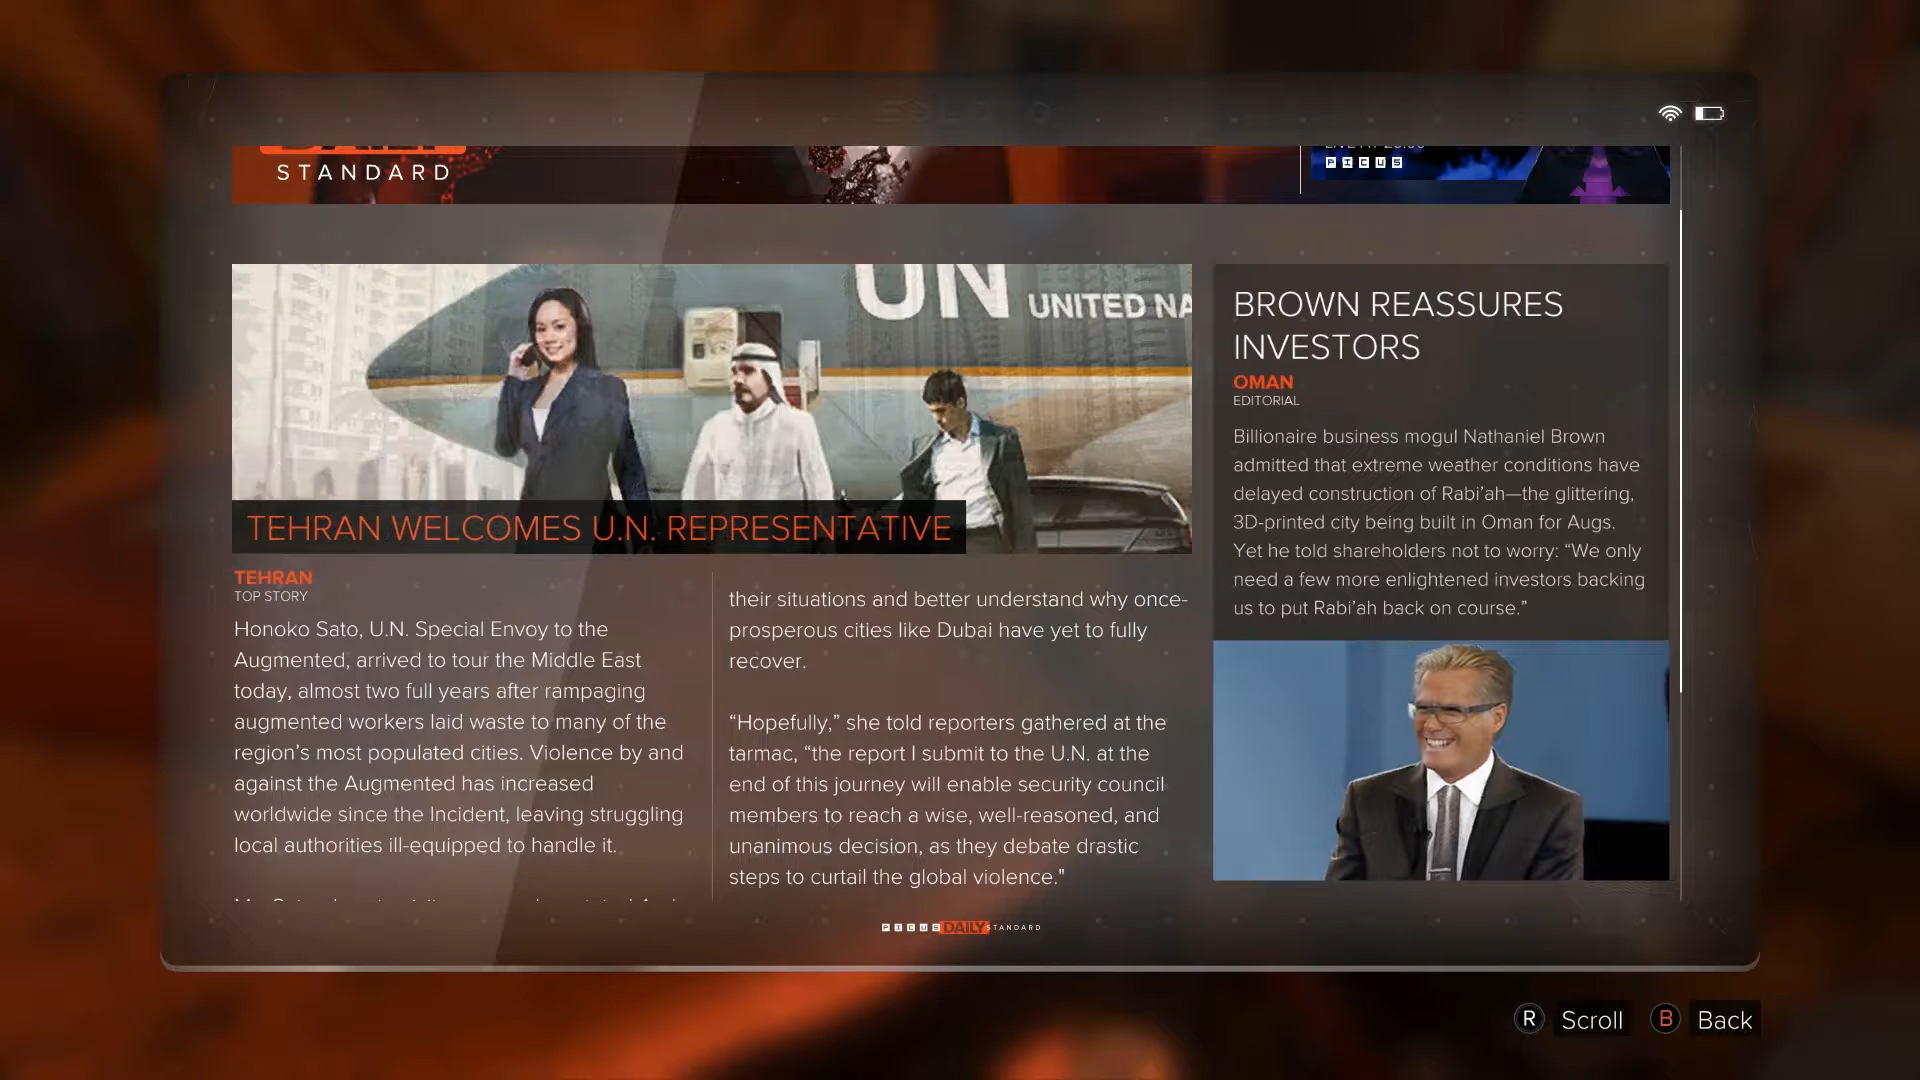 STANDARD
PICUS
UN UNITED NA
TEHRAN WELCOMES U.N. REPRESENTATIVE
TEHRAN
TOP STORY
Honoko Sato, U.N. Special Envoy to the
Augmented, arrived to tour the Middle East
today, almost two full years after rampaging
augmented workers laid waste to many of the
region's most populated cities. Violence by and
against the Augmented has increased
worldwide since the Incident, leaving struggling
local authorities ill-equipped to handle it.
their situations and better understand why once-
prosperous cities like Dubai have yet to fully
recover.
“Hopefully,” she told reporters gathered at the
tarmac, “the report I submit to the U.N. at the
end of this journey will enable security council
members to reach a wise, well-reasoned, and
unanimous decision, as they debate drastic
steps to curtail the global violence."
BROWN REASSURES
INVESTORS
OMAN
EDITORIAL
Billionaire business mogul Nathaniel Brown
admitted that extreme weather conditions have
delayed construction of Rabi'ah—the glittering,
3D-printed city being built in Oman for Augs.
Yet he told shareholders not to worry: “We only
need a few more enlightened investors backing
us to put Rabi'ah back on course.”
PICUS DAILY STANDARD
R Scroll B Back